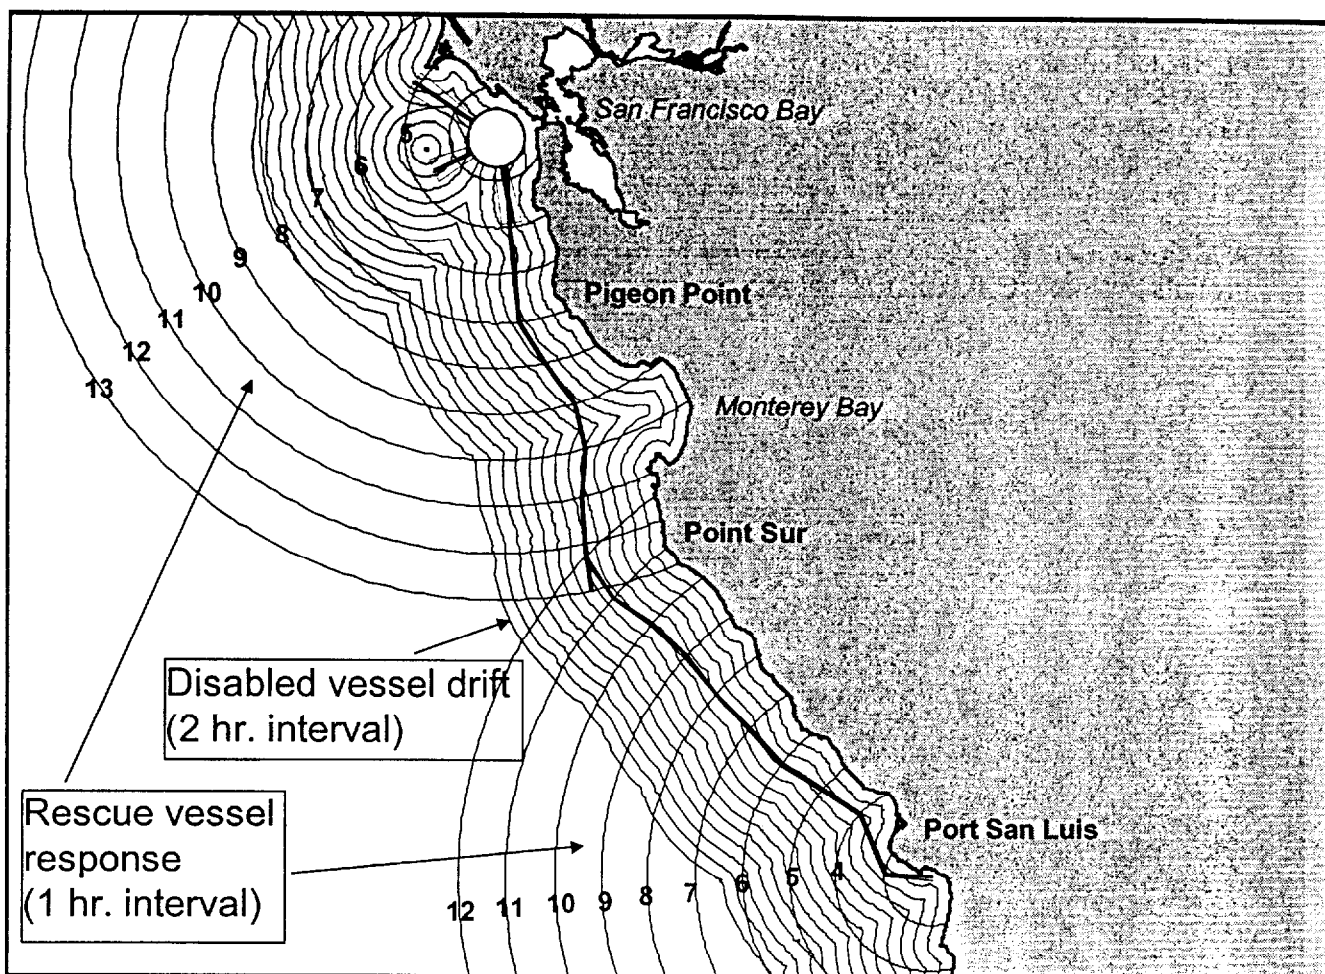 San Francisco Bay
5
6
7
8
9
10
11
12
13
Pigeon Point
Monterey Bay
Point Sur
Disabled vessel drift
(2 hr. interval)
Rescue vessel
response
(1 hr. interval)
Port San Luis
12
11
10
9
8
7
6
5
4